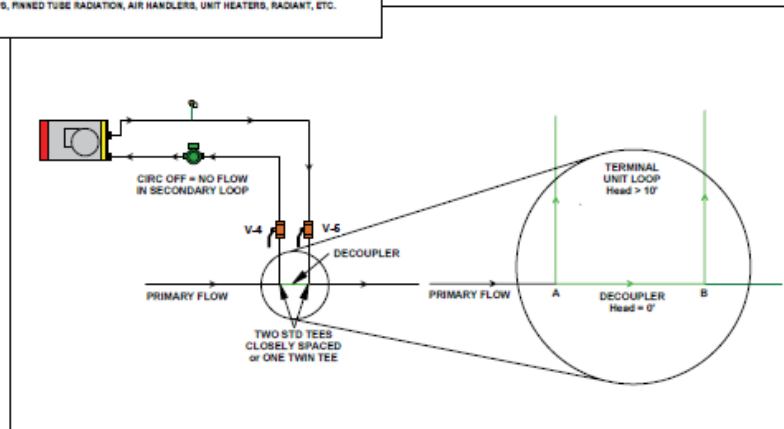 FINNED TUBE RADIATION, AIR HANDLERS, UNIT HEATERS, RADIANT, ETC.
CIRC OFF = NO FLOW
IN SECONDARY LOOP
V-4
V-5
DECOUPLER
PRIMARY FLOW
TWO STD TEES
CLOSELY SPACED
or ONE TWIN TEE
TERMINAL
UNIT LOOP
Head > 10'
PRIMARY FLOW
A
DECOUPLER
Head = 0'
B